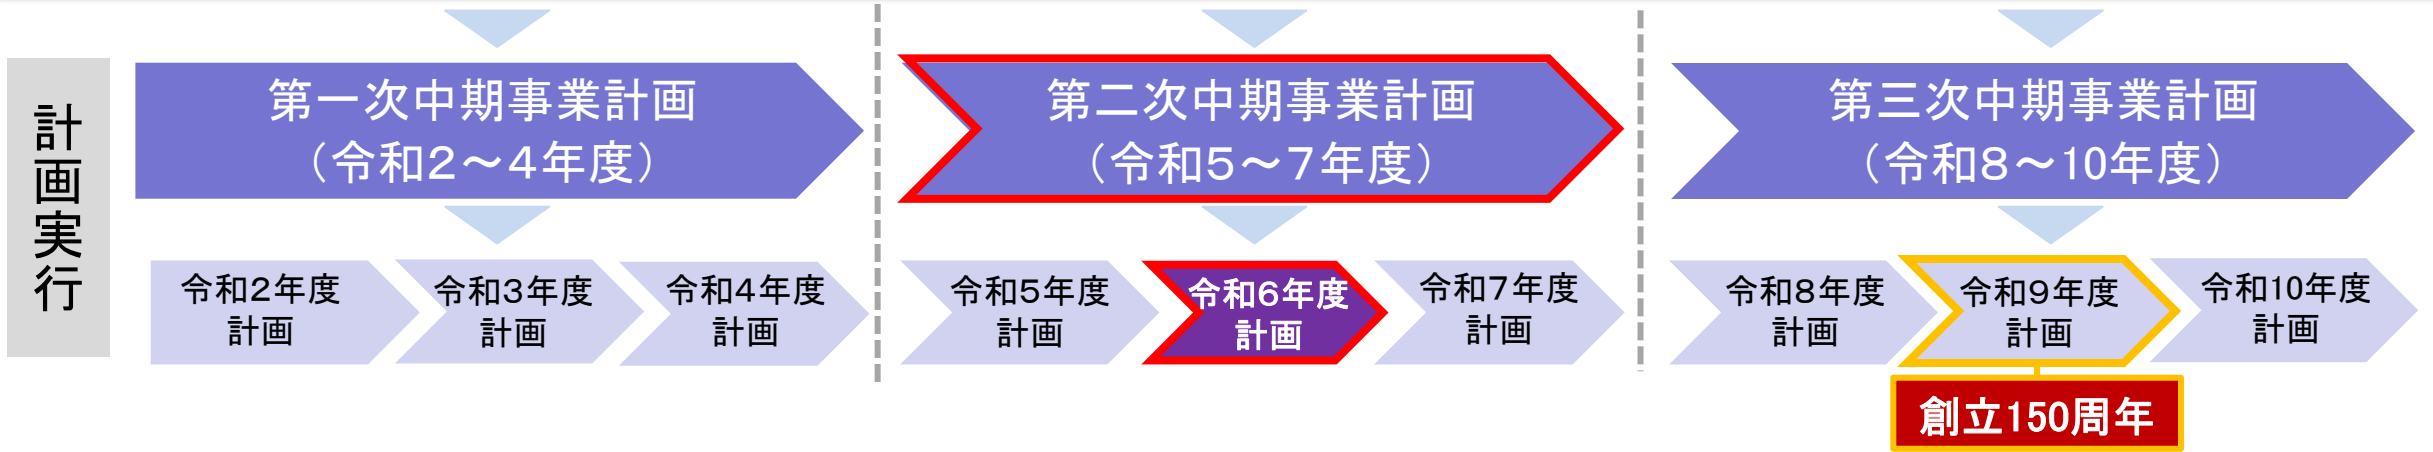 計画実行
第一次中期事業計画
（令和２～４年度）
第二次中期事業計画
（令和５～７年度）
第三次中期事業計画
（令和８～10年度）
令和２年度
計画
令和３年度
計画
令和４年度
計画
令和５年度
計画
令和６年度
計画
令和７年度
計画
令和８年度
計画
令和９年度
計画
令和10年度
計画
創立150周年